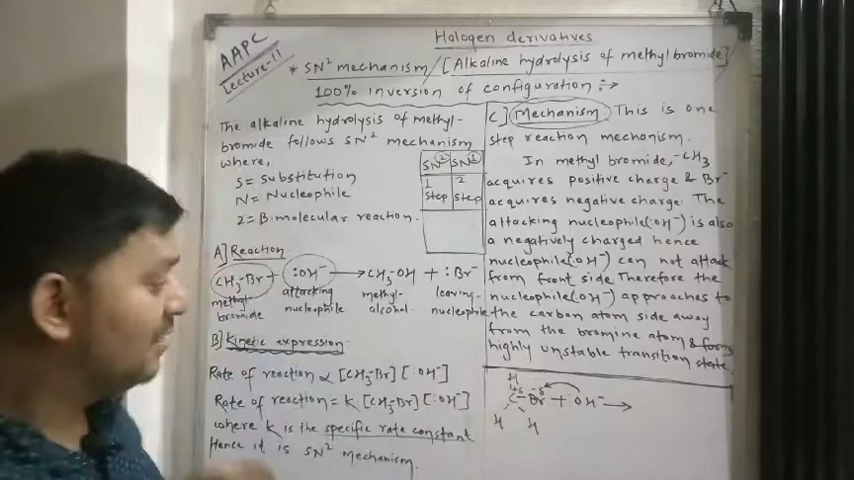 Halogen derivatives
AAPC
Lecture-11
* SN² mechanism/[Alkaline hydrolysis of methyl bromide]
100% inversion of configuration :→
The alkaline hydrolysis of methyl-
bromide follows SN² mechanism
where,
S = Substitution
N = Nucleophile
2 = Bimolecular reaction.
SN② SN①
1 2
Step Step
A] Reaction
CH₃-Br + :OH⁻ → CH₃-OH + :Br⁻
methyl- attacking methyl- leaving-
bromide nucleophile alcohol nucleophile
B] Kinetic expression
Rate of reaction ∝ [CH₃-Br] [:OH⁻]
Rate of reaction = k [CH₃-Br] [:OH⁻]
where k is the specific rate constant
Hence it is SN² Mechanism.
C] Mechanism: This is one
step reaction mechanism.
In methyl bromide, -CH₃
acquires positive charge & Br⁻
acquires negative charge. The
attacking nucleophile(:OH⁻) is also
a negatively charged hence
nucleophile(:OH⁻) can not attack
from front side. Therefore the
nucleophile(:OH⁻) approaches to
the carbon atom side away
from the bromine atom & forms
highly unstable transition state.
H
+δ -δ
C-Br + :OH⁻ →
H H